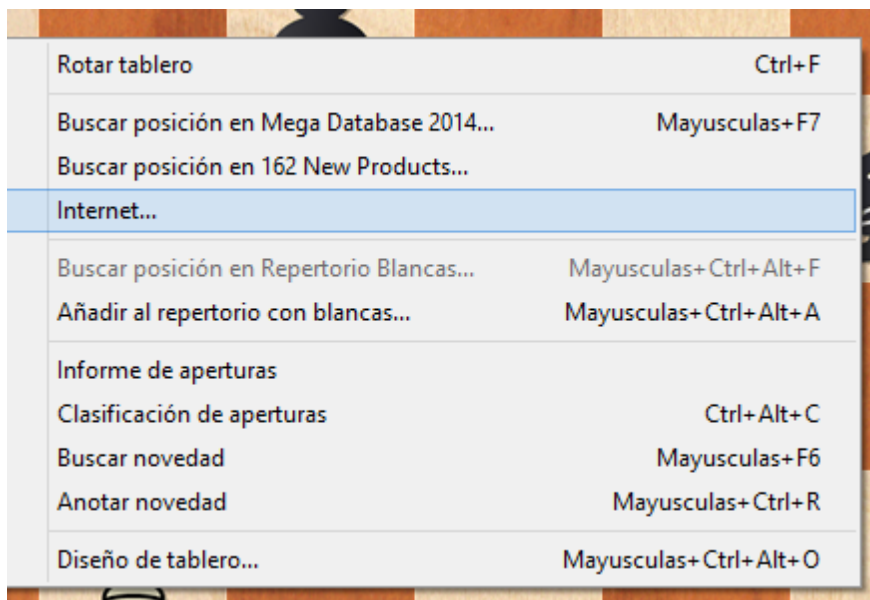 Rotar tablero Ctrl+F
Buscar posición en Mega Database 2014... Mayusculas+F7
Buscar posición en 162 New Products...
Internet...
Buscar posición en Repertorio Blancas... Mayusculas+Ctrl+Alt+F
Añadir al repertorio con blancas... Mayusculas+Ctrl+Alt+A
Informe de aperturas
Clasificación de aperturas Ctrl+Alt+C
Buscar novedad Mayusculas+F6
Anotar novedad Mayusculas+Ctrl+R
Diseño de tablero... Mayusculas+Ctrl+Alt+O